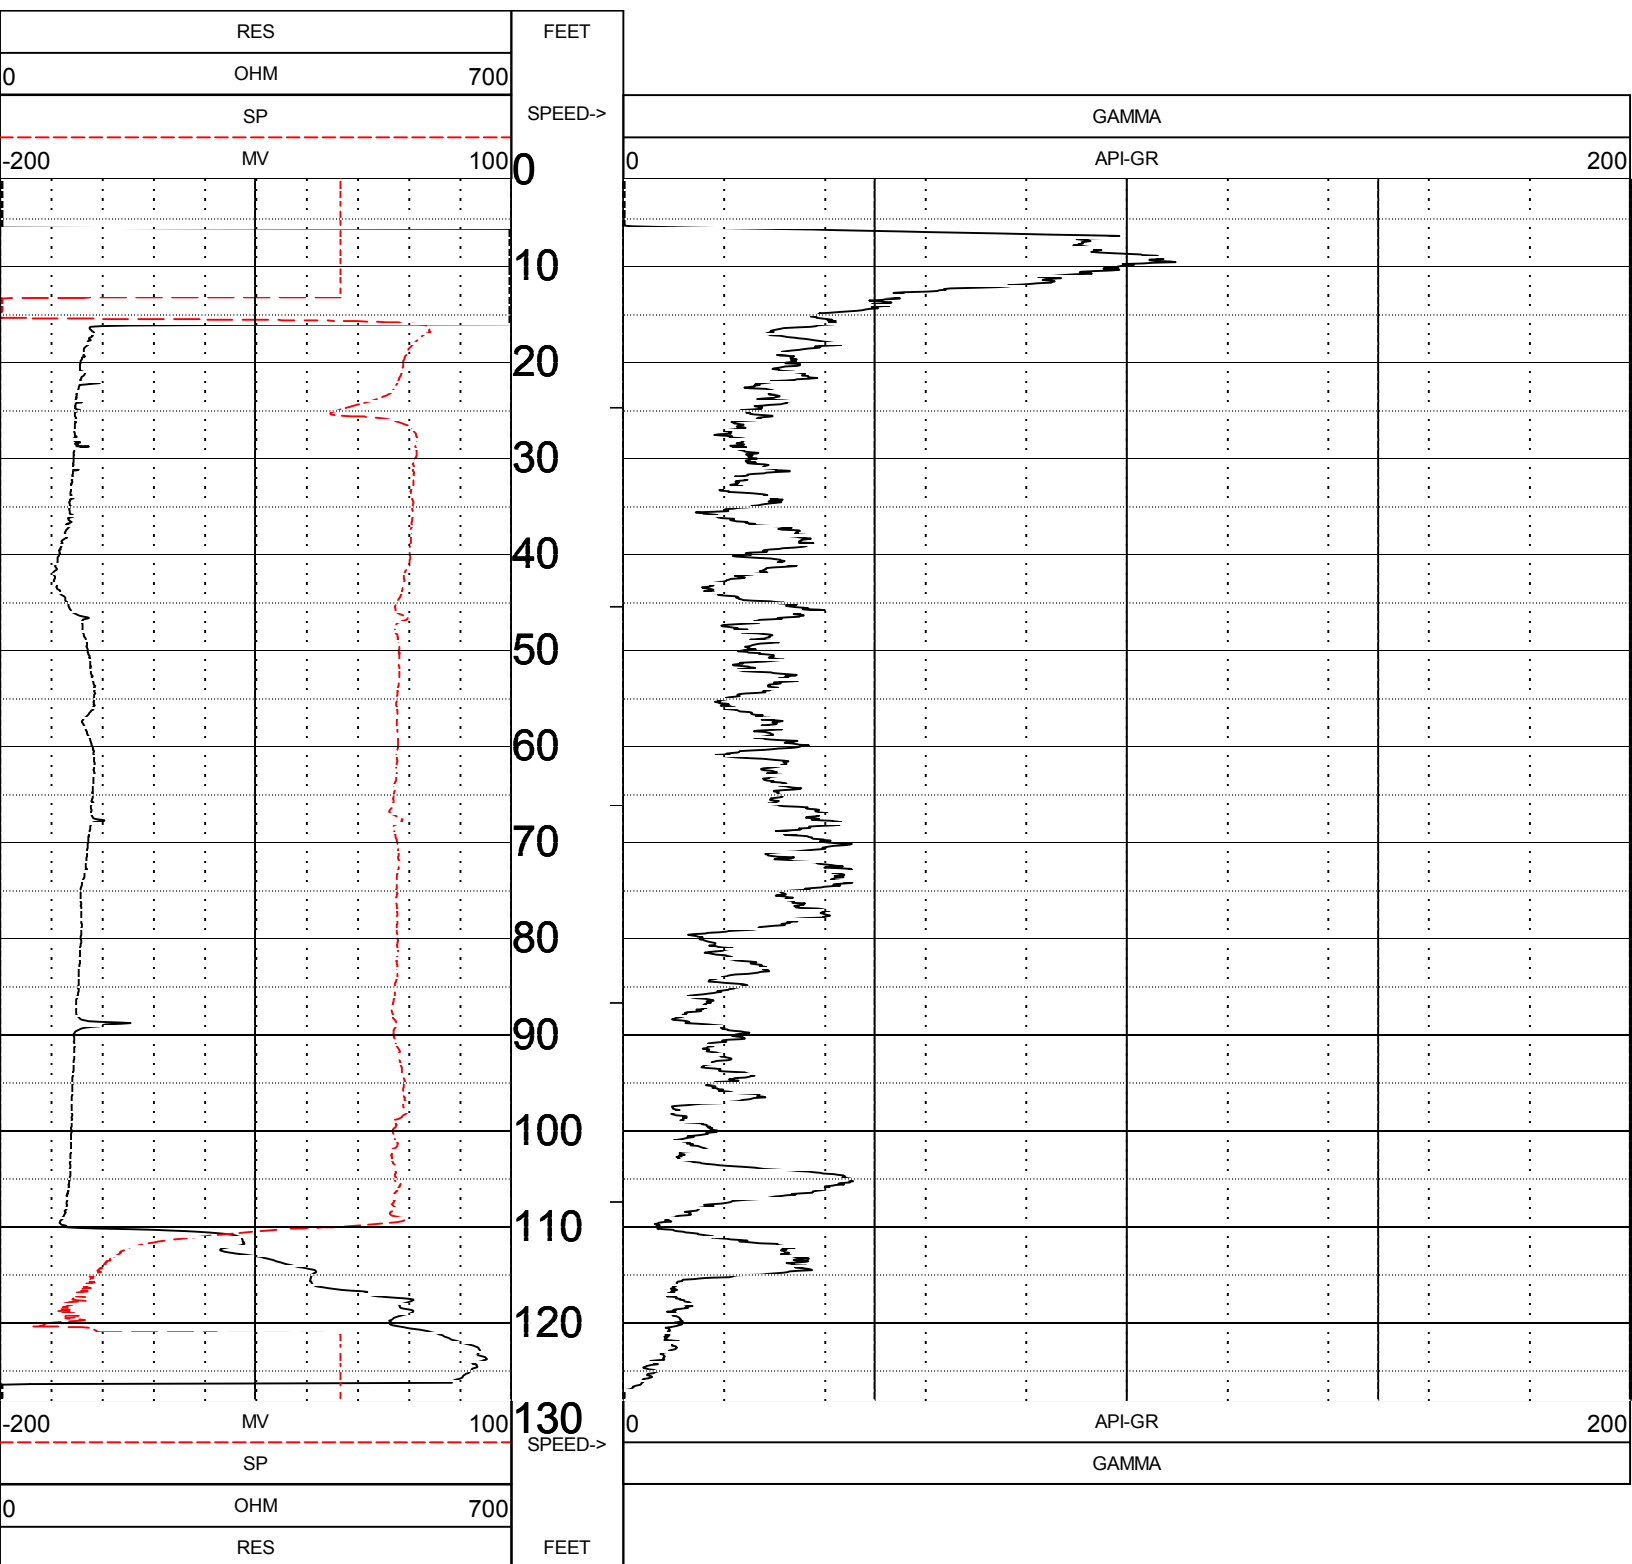 RES FEET
0 OHM 700
SP SPEED-> GAMMA
-200 MV 100 0 0 API-GR 200
10
20
30
40
50
60
70
80
90
100
110
120
-200 MV 100 130 0 API-GR 200
SPEED->
SP GAMMA
0 OHM 700
RES FEET